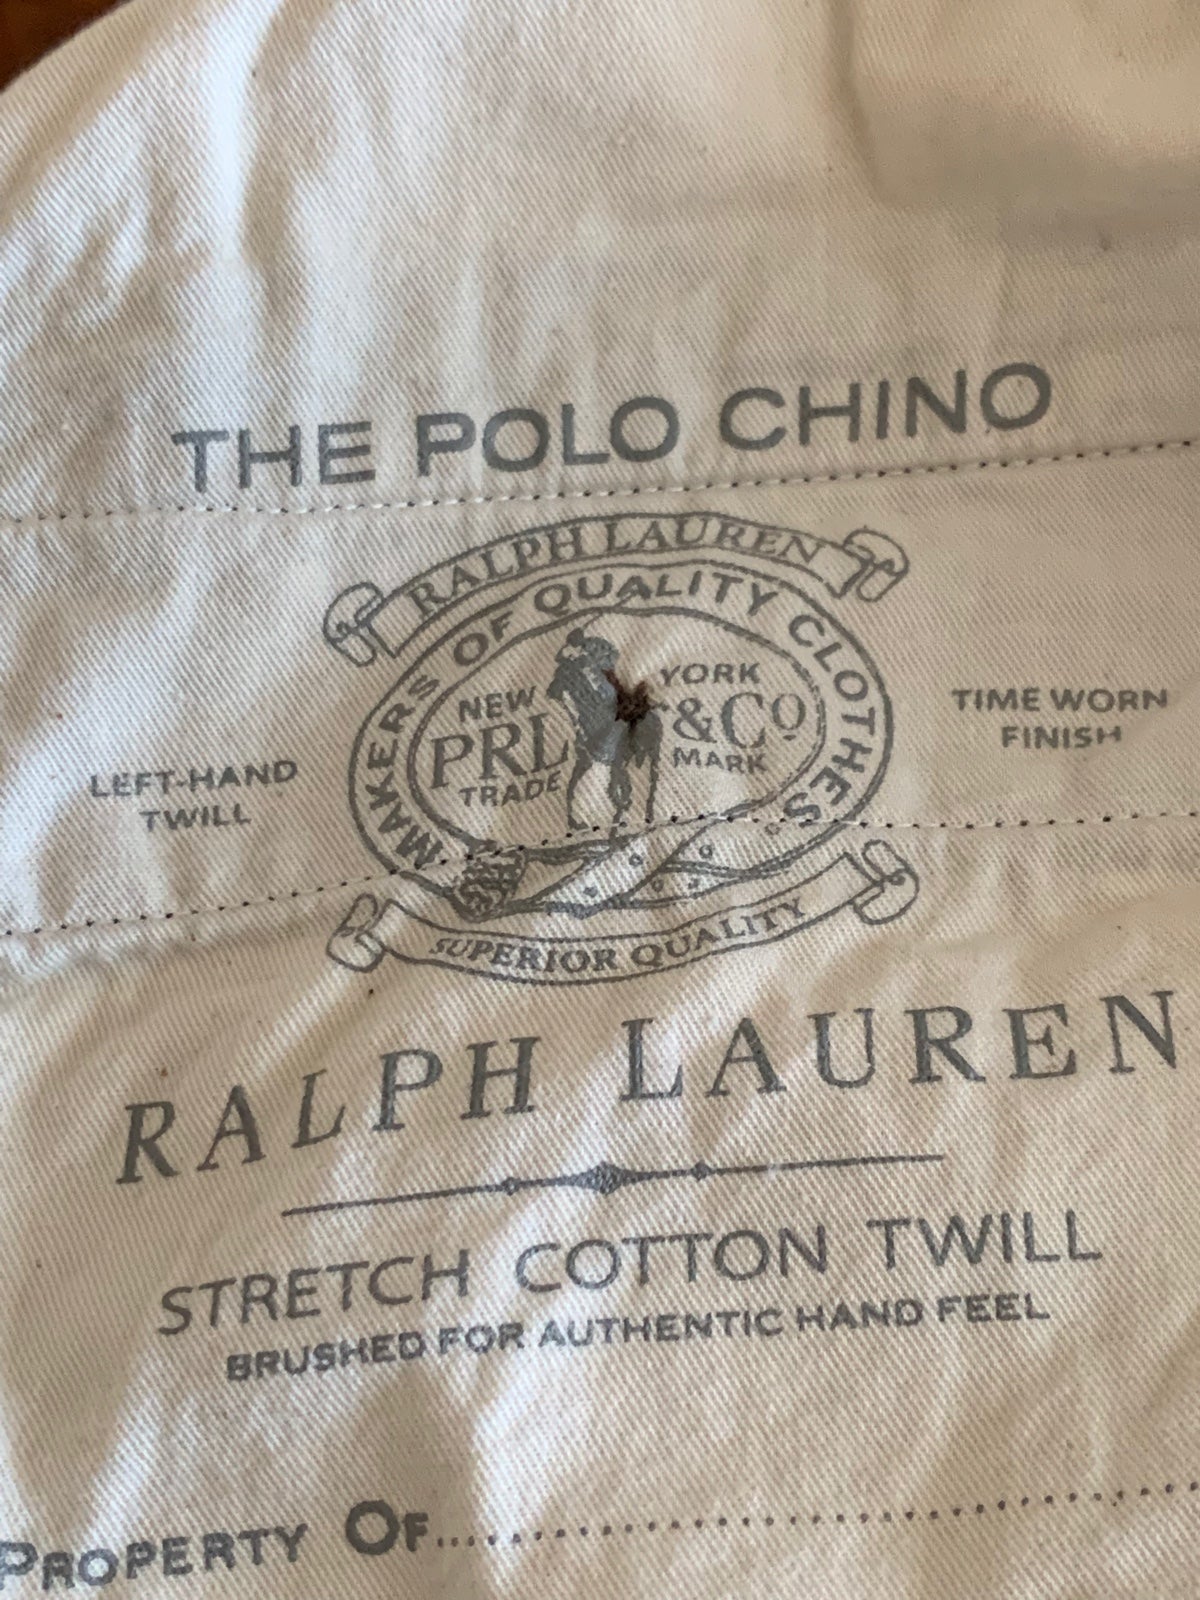 THE POLO CHINO
RALPH LAUREN
MAKERS OF QUALITY CLOTHES
NEW YORK
PRL & Cº
TRADE MARK
SUPERIOR QUALITY
LEFT-HAND
TWILL
TIME WORN
FINISH
RALPH LAUREN
STRETCH COTTON TWILL
BRUSHED FOR AUTHENTIC HAND FEEL
PROPERTY OF